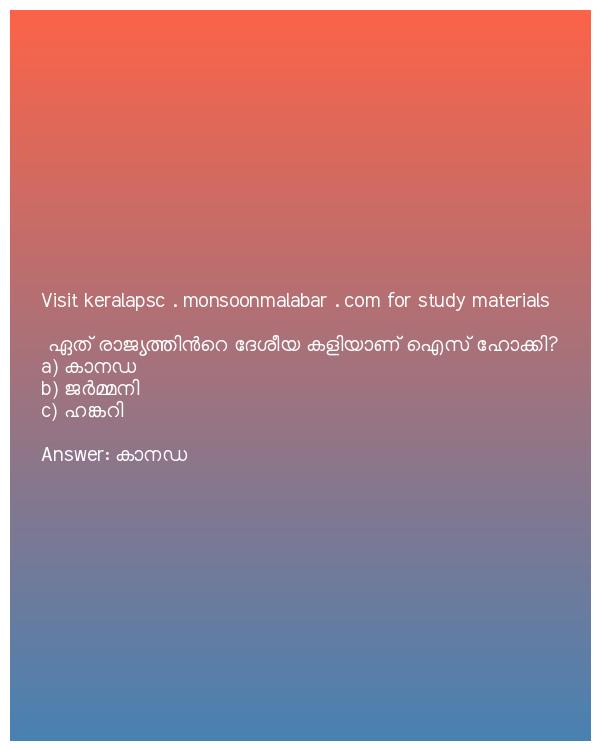 Visit keralapsc . monsoonmalabar . com for study materials
ഏത് രാജ്യത്തിൻറെ ദേശീയ കളിയാണ് ഐസ് ഹോക്കി?
a) കാനഡ
b) ജർമ്മനി
c) ഹങ്കറി
Answer: കാനഡ